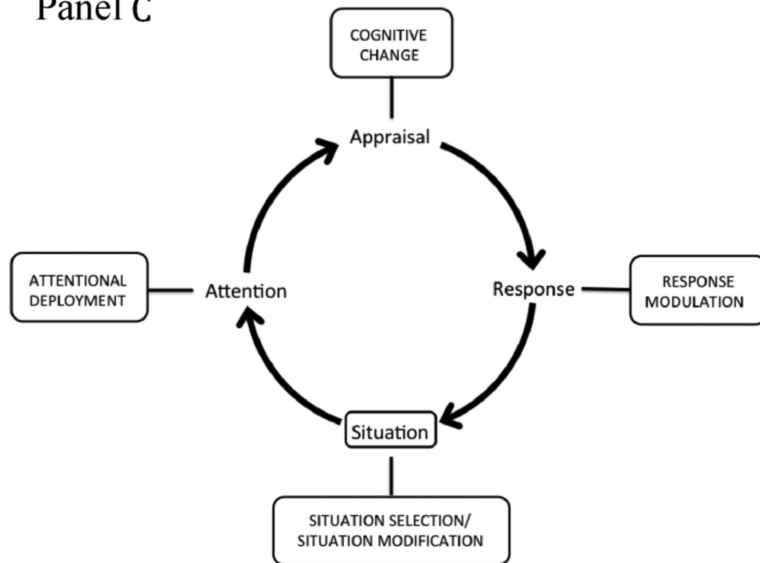 Panel C
COGNITIVE
CHANGE
Appraisal
ATTENTIONAL
DEPLOYMENT
Attention
Response
RESPONSE
MODULATION
Situation
SITUATION SELECTION/
SITUATION MODIFICATION